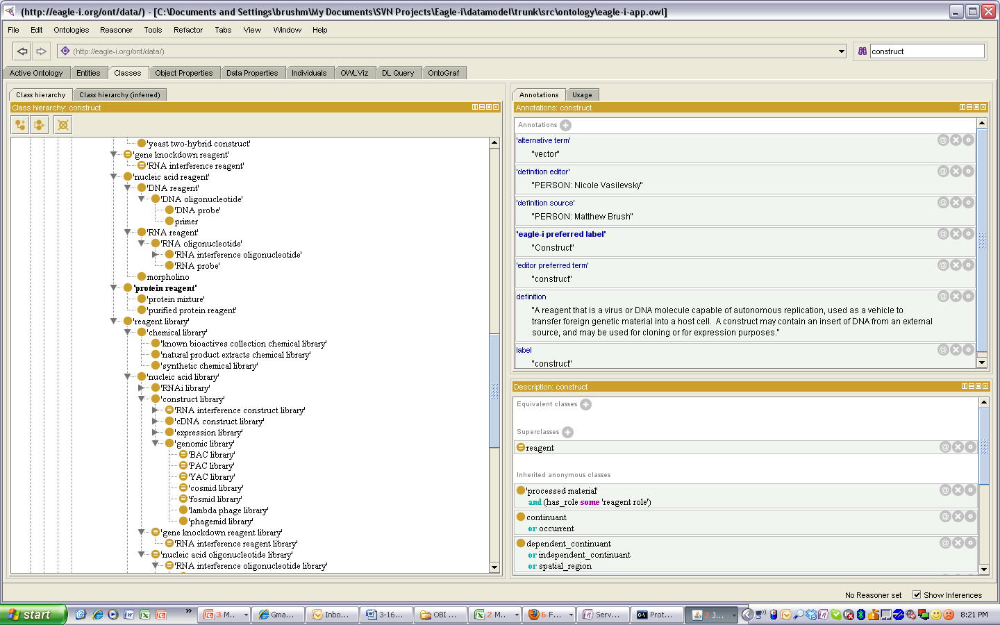 (http://eagle-i.org/ont/data/) - [C:\Documents and Settings\brushm\My Documents\SVN Projects\Eagle-i\datamodel\trunk\src\ontology\eagle-i-app.owl]
File Edit Ontologies Reasoner Tools Refactor Tabs View Window Help
(http://eagle-i.org/ont/data/)
construct
Active Ontology Entities Classes Object Properties Data Properties Individuals OWLViz DL Query OntoGraf
Class hierarchy Class hierarchy (inferred)
Class hierarchy: construct
'yeast two-hybrid construct'
'gene knockdown reagent'
'RNA interference reagent'
'nucleic acid reagent'
'DNA reagent'
'DNA oligonucleotide'
'DNA probe'
primer
'RNA reagent'
'RNA oligonucleotide'
'RNA interference oligonucleotide'
'RNA probe'
morpholino
'protein reagent'
'protein mixture'
'purified protein reagent'
'reagent library'
'chemical library'
'known bioactives collection chemical library'
'natural product extracts chemical library'
'synthetic chemical library'
'nucleic acid library'
'RNAi library'
'construct library'
'RNA interference construct library'
'cDNA construct library'
'expression library'
'genomic library'
'BAC library'
'PAC library'
'YAC library'
'cosmid library'
'fosmid library'
'lambda phage library'
'phagemid library'
'gene knockdown reagent library'
'RNA interference reagent library'
'nucleic acid oligonucleotide library'
'RNA interference oligonucleotide library'
Annotations Usage
Annotations: construct
Annotations
'alternative term'
"vector"
'definition editor'
"PERSON: Nicole Vasilevsky"
'definition source'
"PERSON: Matthew Brush"
'eagle-i preferred label'
"Construct"
'editor preferred term'
"construct"
definition
"A reagent that is a virus or DNA molecule capable of autonomous replication, used as a vehicle to
transfer foreign genetic material into a host cell. A construct may contain an insert of DNA from an external
source, and may be used for cloning or for expression purposes."
label
"construct"
Description: construct
Equivalent classes
Superclasses
reagent
Inherited anonymous classes
'processed material'
and (has_role some 'reagent role')
continuant
or occurrent
dependent_continuant
or independent_continuant
or spatial_region
No Reasoner set Show Inferences
start
3 M... Gma... Inbo... 3-16... OBI ... 2 M... 6 F... Serv... Prot... 2 J... 8:21 PM